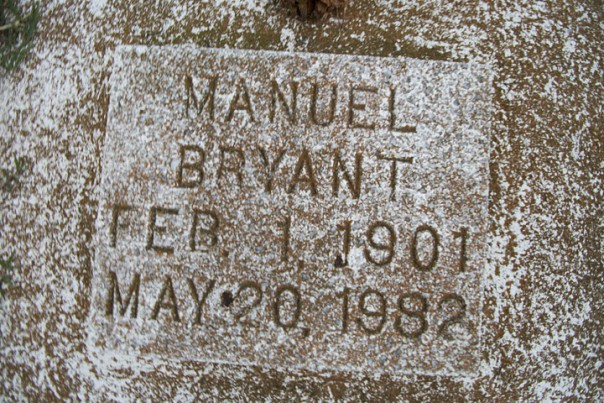 MANUEL
BRYANT
FEB. 1, 1901
MAY 20, 1982